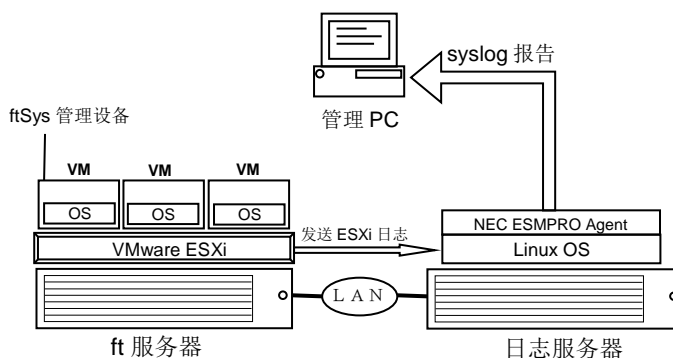 syslog 报告
管理 PC
ftSys 管理设备
VM VM VM
OS OS OS
VMware ESXi
发送 ESXi 日志
NEC ESMPRO Agent
Linux OS
LAN
ft 服务器
日志服务器